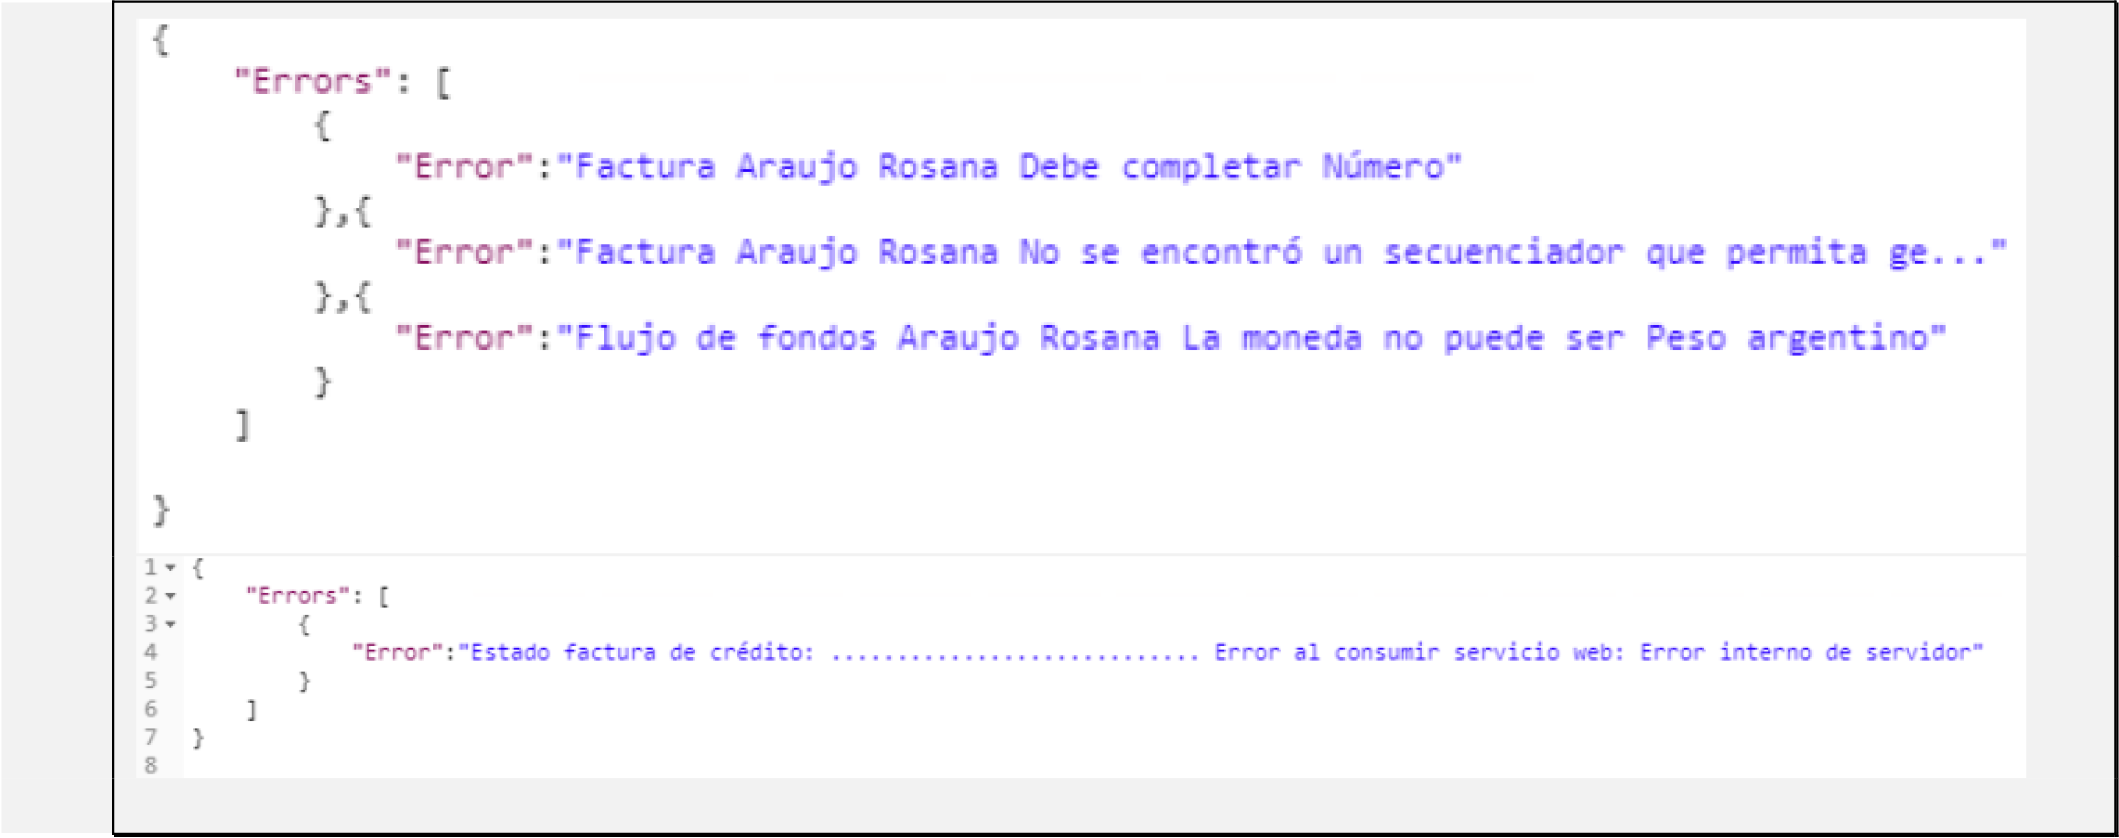 {
"Errors": [
{
"Error":"Factura Araujo Rosana Debe completar Número"
},{
"Error":"Factura Araujo Rosana No se encontró un secuenciador que permita ge..."
},{
"Error":"Flujo de fondos Araujo Rosana La moneda no puede ser Peso argentino"
}
]
}
1 {
2 "Errors": [
3 {
4 "Error":"Estado factura de crédito: ............................ Error al consumir servicio web: Error interno de servidor"
5 }
6 ]
7 }
8